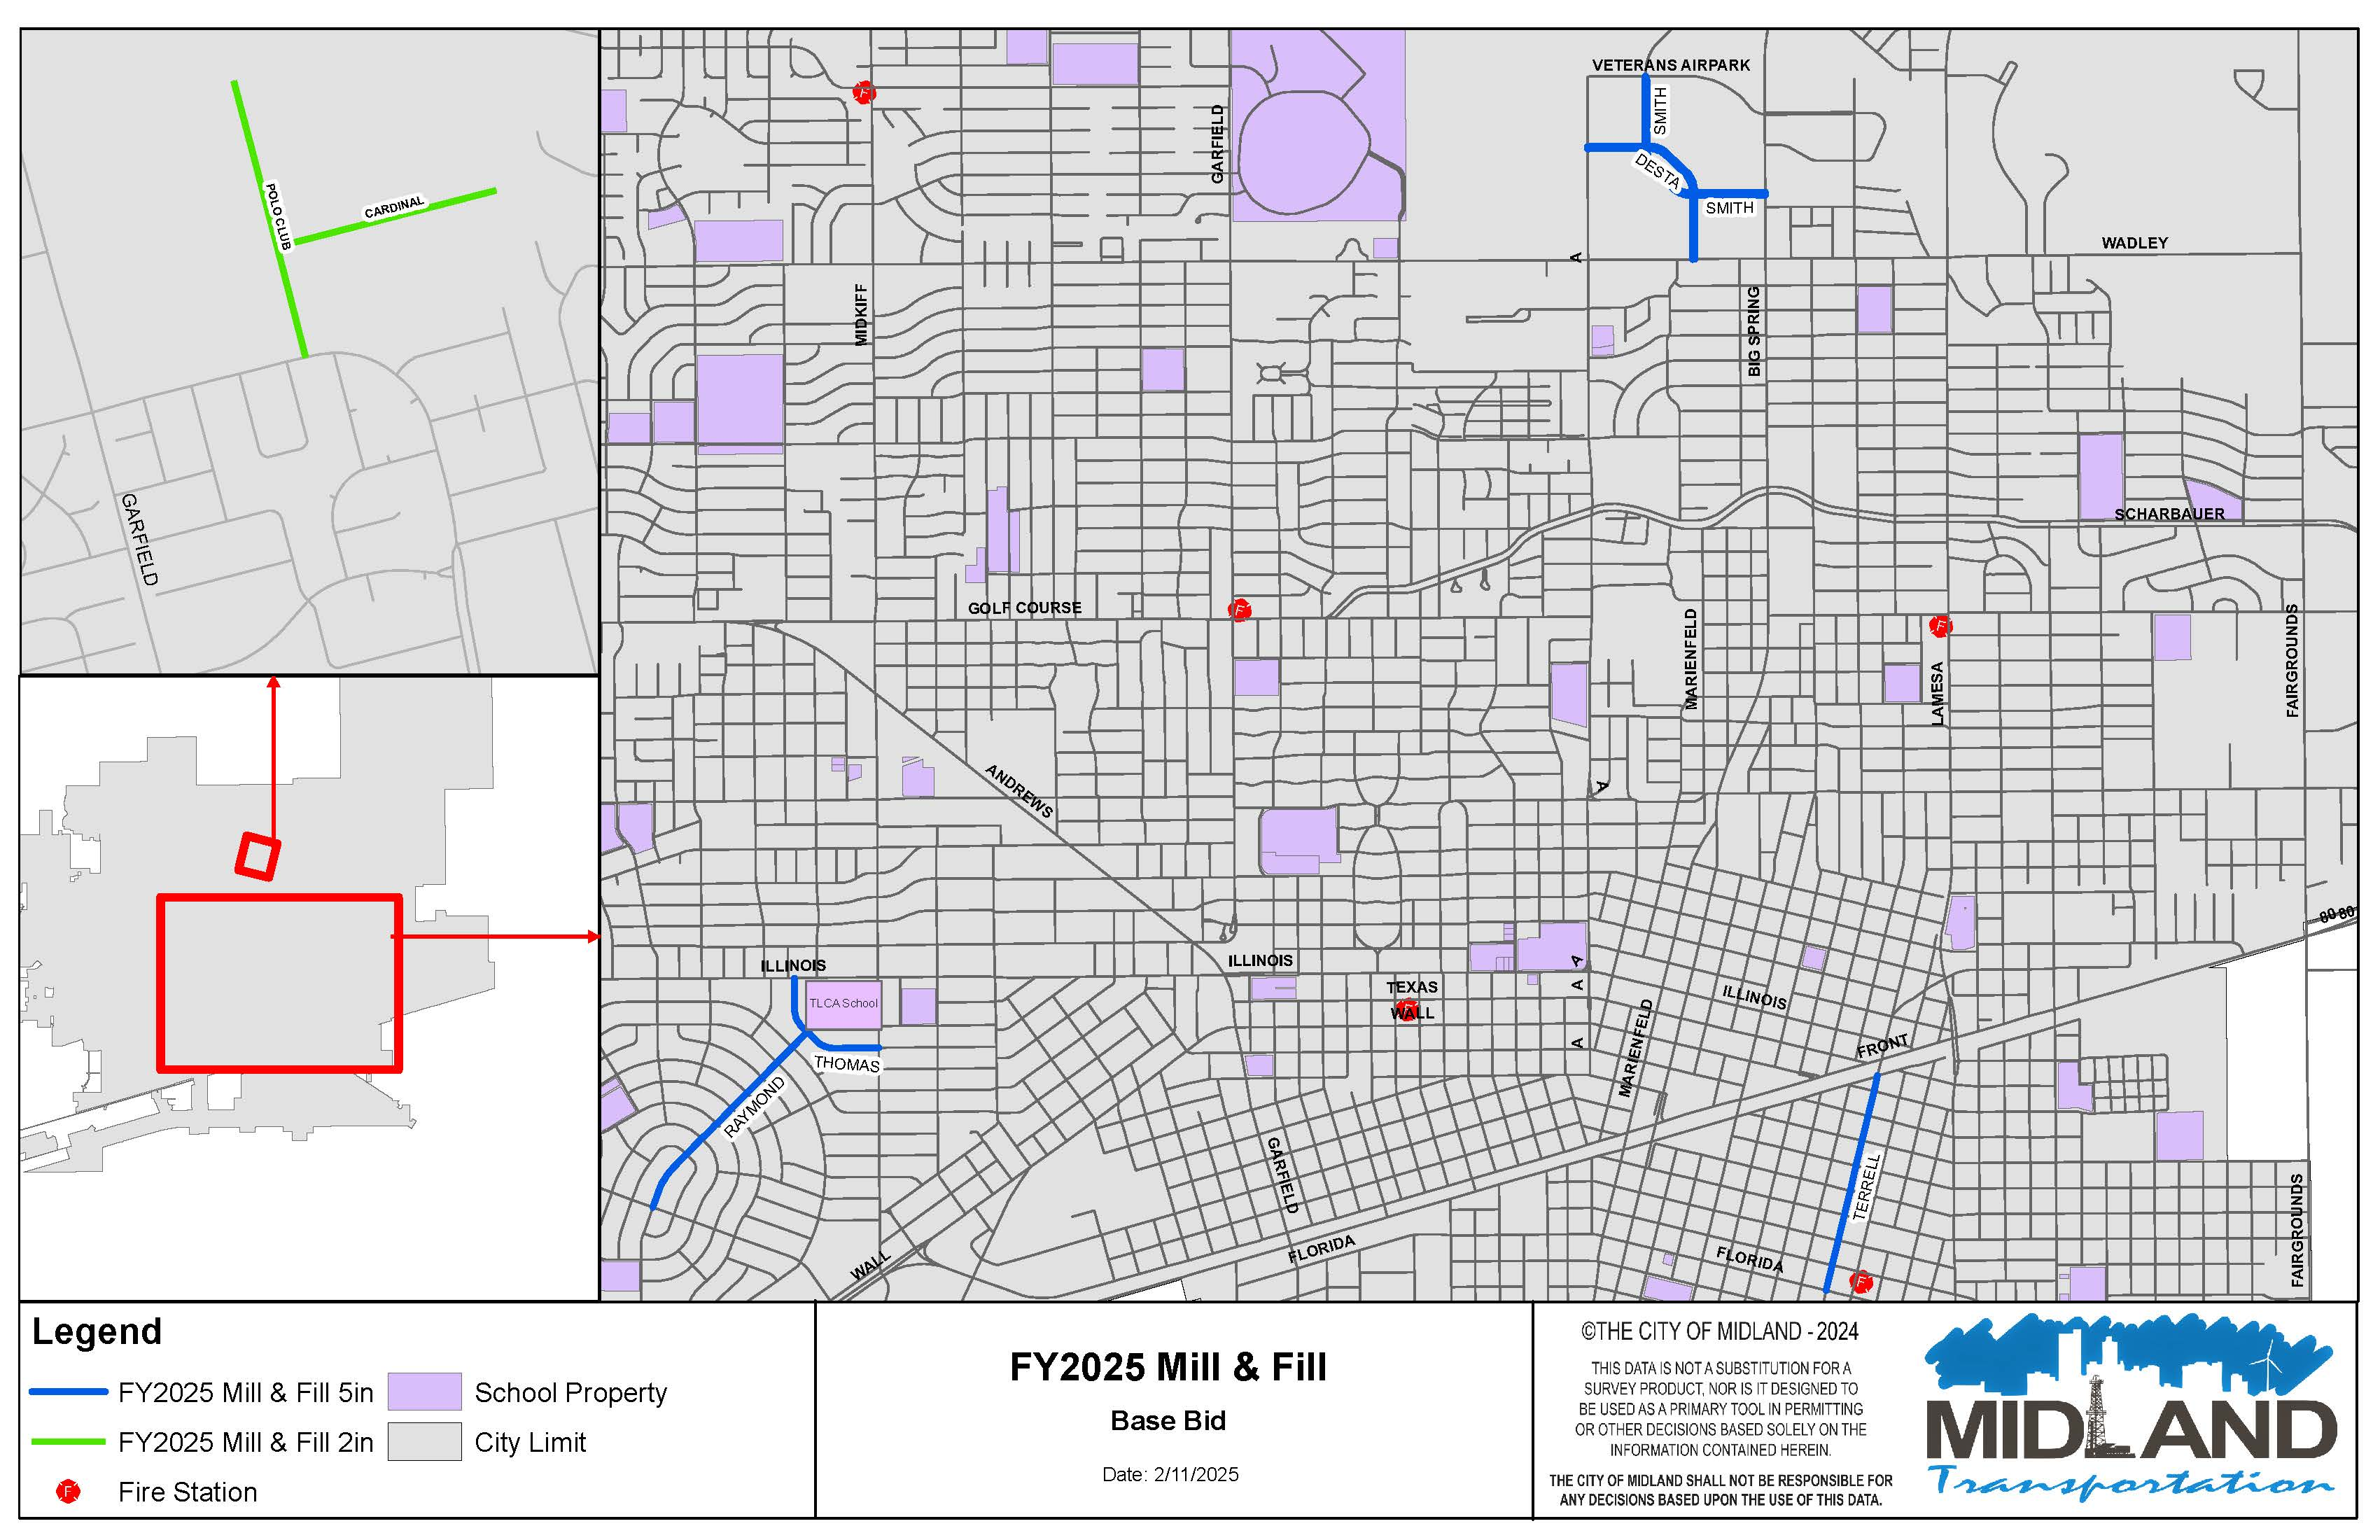 POLO CLUB
CARDINAL
GARFIELD
VETERANS AIRPARK
SMITH
GARFIELD
DESTA
SMITH
WADLEY
A
MIDKIFF
BIG SPRING
SCHARBAUER
GOLF COURSE
F
F
F
MARIENFELD
LAMESA
FAIRGROUNDS
ANDREWS
A
80 80
ILLINOIS
ILLINOIS
A
TLCA School
TEXAS
A
WALL
F
ILLINOIS
MARIENFELD
FRONT
A
THOMAS
RAYMOND
GARFIELD
TERRELL
FAIRGROUNDS
WALL
FLORIDA
FLORIDA
F
Legend
FY2025 Mill & Fill 5in
School Property
FY2025 Mill & Fill 2in
City Limit
F
Fire Station
FY2025 Mill & Fill
Base Bid
Date: 2/11/2025
©THE CITY OF MIDLAND - 2024
THIS DATA IS NOT A SUBSTITUTION FOR A
SURVEY PRODUCT, NOR IS IT DESIGNED TO
BE USED AS A PRIMARY TOOL IN PERMITTING
OR OTHER DECISIONS BASED SOLELY ON THE
INFORMATION CONTAINED HEREIN.
THE CITY OF MIDLAND SHALL NOT BE RESPONSIBLE FOR
ANY DECISIONS BASED UPON THE USE OF THIS DATA.
MIDLAND
Transportation